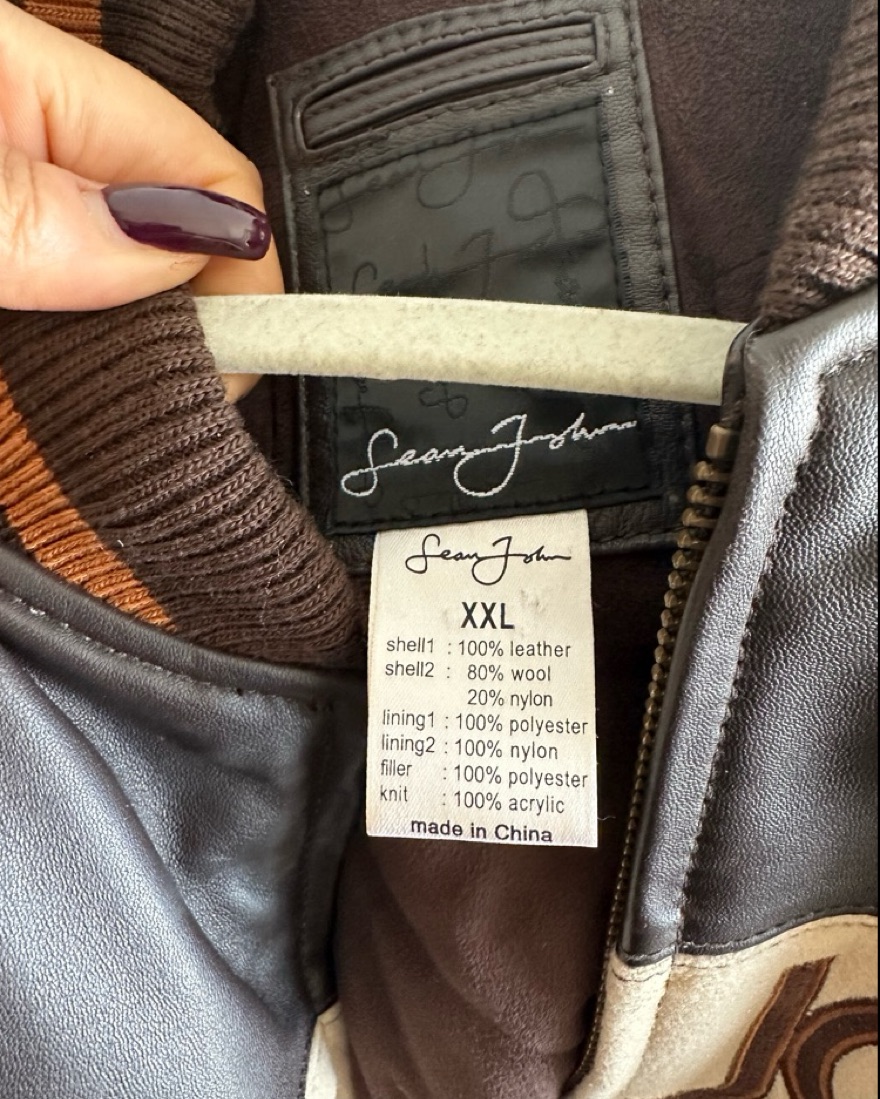 Sean John
Sean John
XXL
shell1 : 100% leather
shell2 : 80% wool
20% nylon
lining1 : 100% polyester
lining2 : 100% nylon
filler : 100% polyester
knit : 100% acrylic
made in China